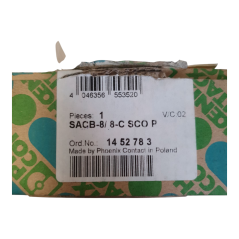 4 046356 553530
Pieces: 1 V/C 02
SACB-8/ 8-C SCO P
Ord No. 14 52 78 3
Made by Phoenix Contact in Poland